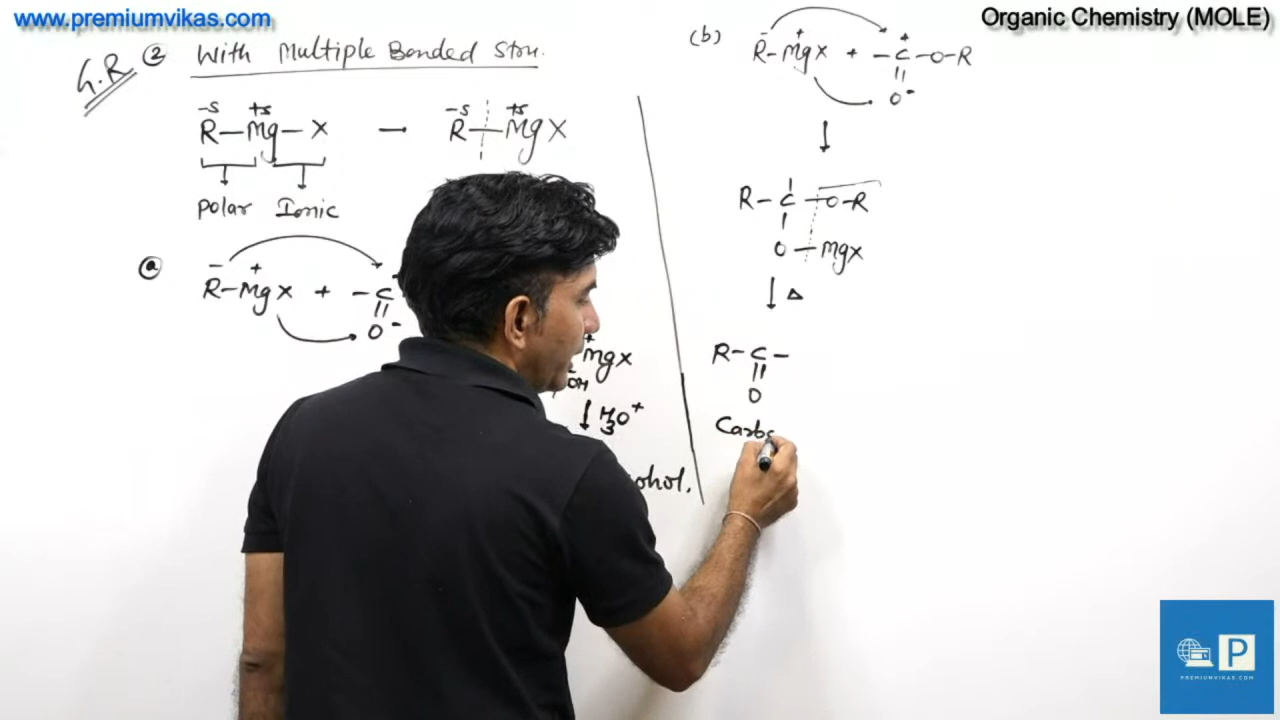 www.premiumvikas.com
Organic Chemistry (MOLE)
G.R ② With Multiple Bonded Stru.
-δ +δ
R—Mg—X — R—MgX
-δ +δ
Polar Ionic
ⓐ R-MgX + -C
- +
O-
+
MgX
OH
↓ H3O+
ohol.
(b) R-MgX + -C-O-R
- + +
O-
↓
R-C-O-R
O-MgX
↓ Δ
R-C-
O
Carbo
P
PREMIUMVIKAS.COM